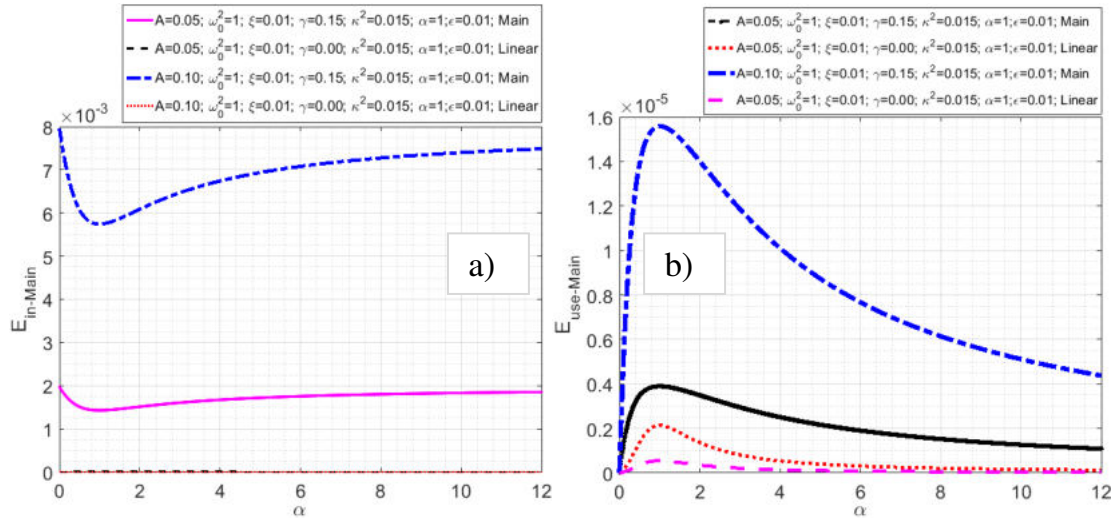 A=0.05; ω₀²=1; ξ=0.01; γ=0.15; κ²=0.015; α=1;ϵ=0.01; Main
A=0.05; ω₀²=1; ξ=0.01; γ=0.00; κ²=0.015; α=1;ϵ=0.01; Linear
A=0.10; ω₀²=1; ξ=0.01; γ=0.15; κ²=0.015; α=1;ϵ=0.01; Main
A=0.10; ω₀²=1; ξ=0.01; γ=0.00; κ²=0.015; α=1;ϵ=0.01; Linear
×10⁻³
8
7
6
5
4
3
2
1
0
E_in-Main
0 2 4 6 8 10 12
α
a)
A=0.05; ω₀²=1; ξ=0.01; γ=0.15; κ²=0.015; α=1;ϵ=0.01; Main
A=0.05; ω₀²=1; ξ=0.01; γ=0.00; κ²=0.015; α=1;ϵ=0.01; Linear
A=0.10; ω₀²=1; ξ=0.01; γ=0.15; κ²=0.015; α=1;ϵ=0.01; Main
A=0.05; ω₀²=1; ξ=0.01; γ=0.00; κ²=0.015; α=1;ϵ=0.01; Linear
×10⁻⁵
1.6
1.4
1.2
1
0.8
0.6
0.4
0.2
0
E_use-Main
0 2 4 6 8 10 12
α
b)